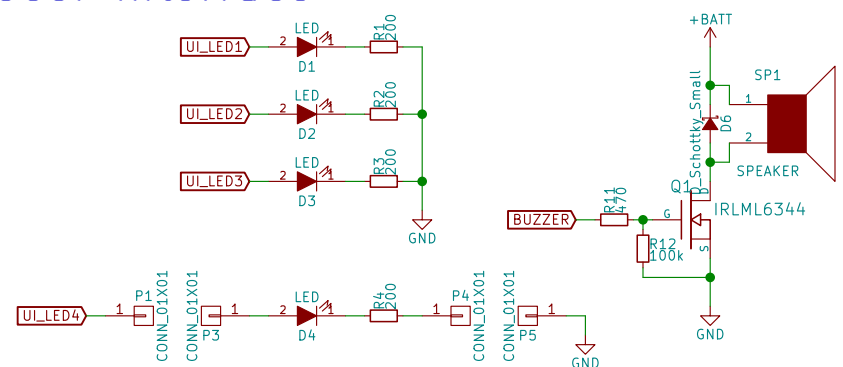 +BATT
LED
R1
200
UI_LED1
2
1
D1
SP1
1
D_Schottky_Small
D6
2
SPEAKER
LED
R2
200
UI_LED2
2
1
D2
LED
R3
200
UI_LED3
2
1
D3
GND
Q1
D
G
S
IRLML6344
BUZZER
R11
470
R12
100k
GND
UI_LED4
1
P1
CONN_01X01
CONN_01X01
P3
1
2
LED
1
D4
R4
200
1
P4
CONN_01X01
CONN_01X01
P5
1
GND